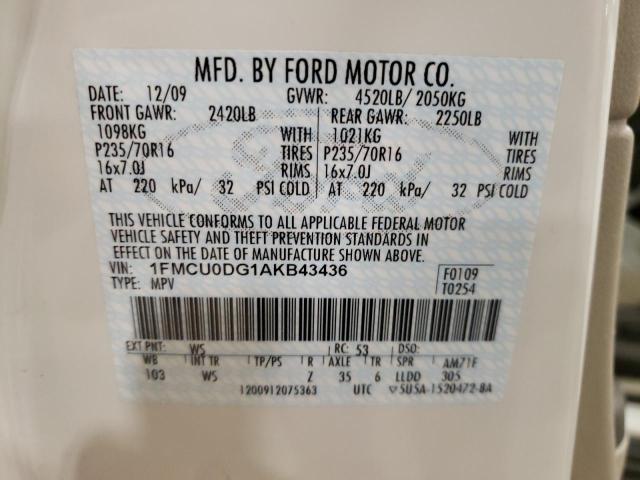 MFD. BY FORD MOTOR CO.
DATE: 12/09 GVWR: 4520LB/ 2050KG
FRONT GAWR: 2420LB REAR GAWR: 2250LB
1098KG WITH 1021KG WITH
P235/70R16 TIRES P235/70R16 TIRES
16x7.0J RIMS 16x7.0J RIMS
AT 220 kPa/ 32 PSI COLD AT 220 kPa/ 32 PSI COLD
THIS VEHICLE CONFORMS TO ALL APPLICABLE FEDERAL MOTOR
VEHICLE SAFETY AND THEFT PREVENTION STANDARDS IN
EFFECT ON THE DATE OF MANUFACTURE SHOWN ABOVE.
VIN: 1FMCU0DG1AKB43436 F0109
TYPE: MPV T0254
EXT PNT: WS RC: 53 DSO:
WB INT TR TP/PS R AXLE TR SPR AM71F
103 WS Z 35 6 LLDD 305
1200912075363 UTC 5U5A-1520472-BA
Ford